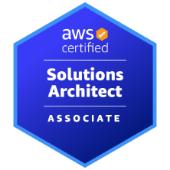 aws
certified
Solutions
Architect
ASSOCIATE